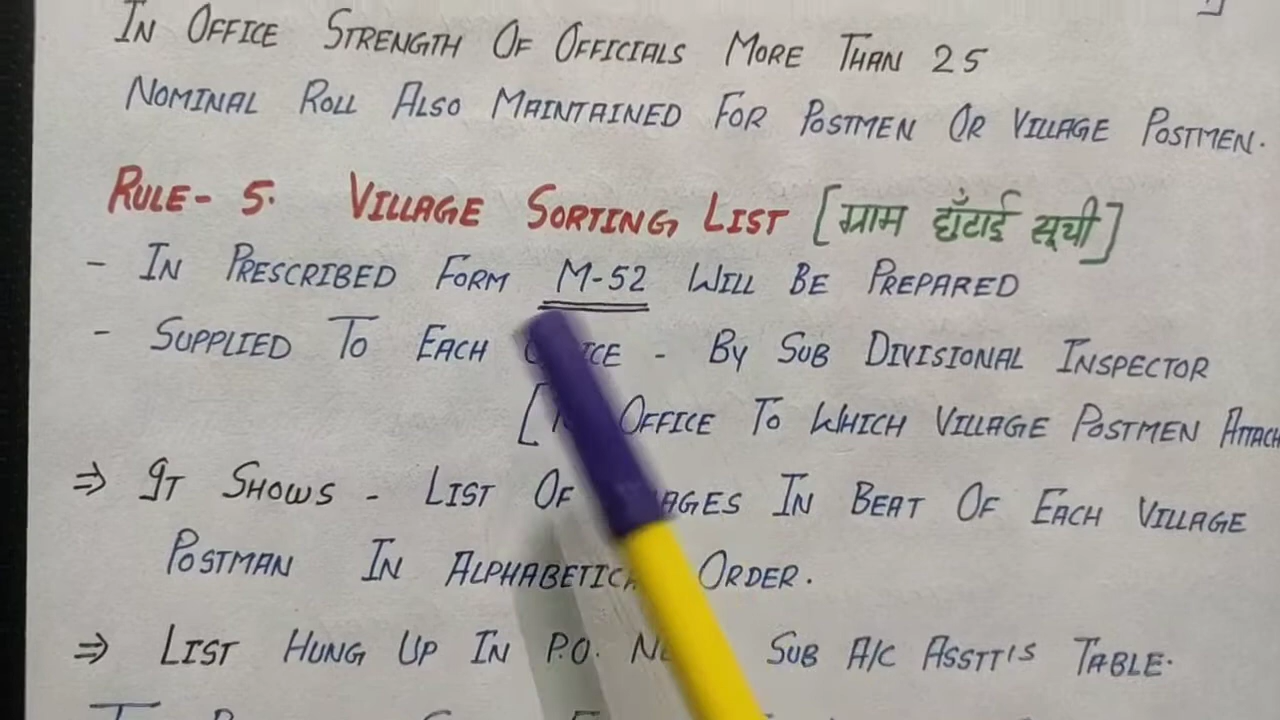 IN OFFICE STRENGTH OF OFFICIALS MORE THAN 25
NOMINAL ROLL ALSO MAINTAINED FOR POSTMEN OR VILLAGE POSTMEN.
RULE- 5. VILLAGE SORTING LIST [ग्राम छँटाई सूची]
- IN PRESCRIBED FORM M-52 WILL BE PREPARED
- SUPPLIED TO EACH - BY SUB DIVISIONAL INSPECTOR
[ OFFICE TO WHICH VILLAGE POSTMEN ATTACH
⇒ IT SHOWS - LIST OF IN BEAT OF EACH VILLAGE
POSTMAN IN ALPHABETICAL ORDER.
⇒ LIST HUNG UP IN P.O. SUB A/C ASSTT'S TABLE.